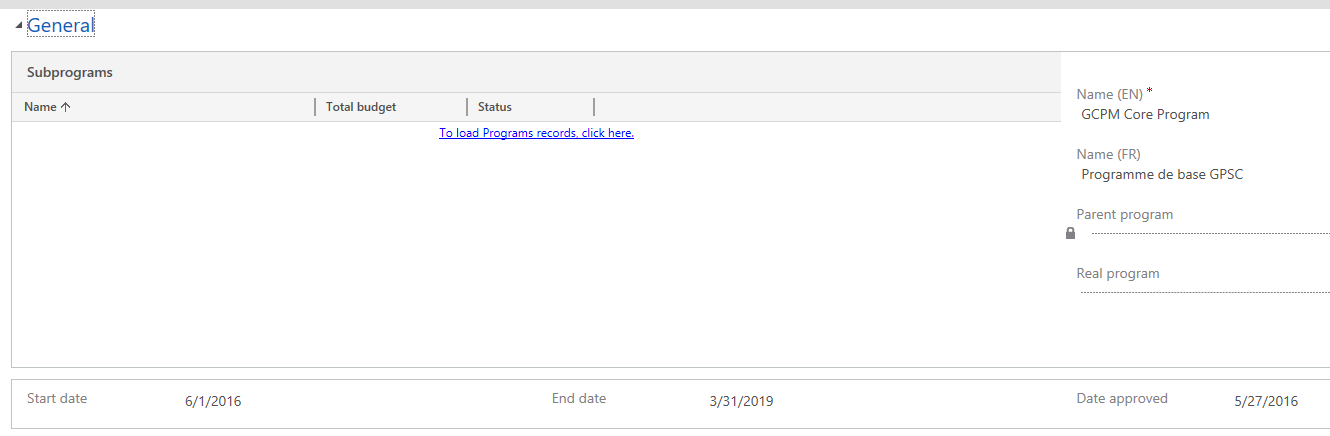 General
Subprograms
Name Total budget Status
To load Programs records, click here.
Name (EN) *
GCPM Core Program
Name (FR)
Programme de base GPSC
Parent program
Real program
Start date 6/1/2016 End date 3/31/2019 Date approved 5/27/2016